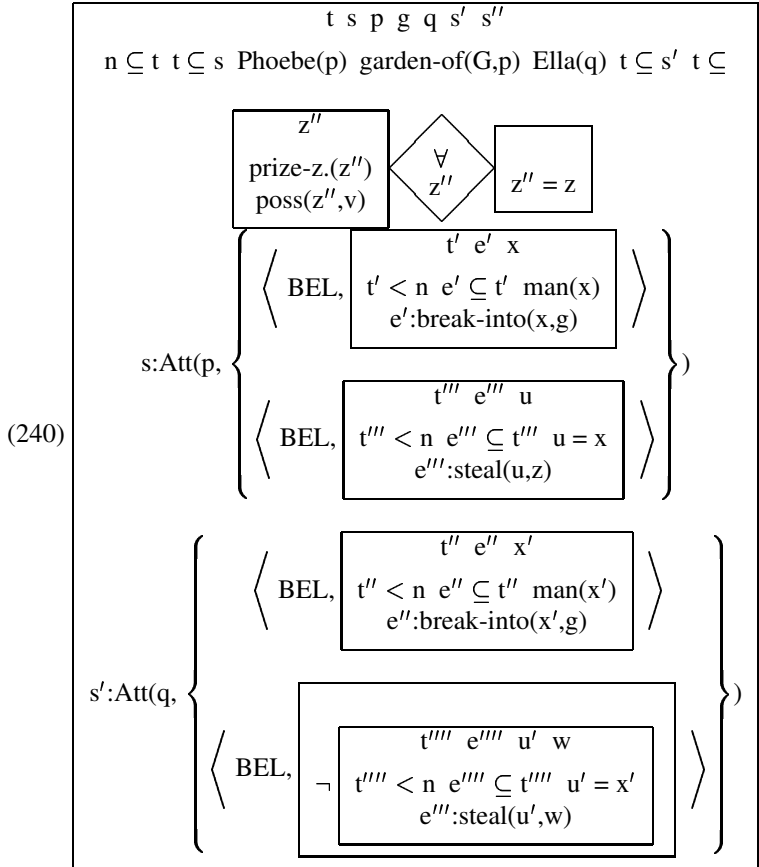 t s p g q s′ s′′
n ⊆ t t ⊆ s Phoebe(p) garden-of(G,p) Ella(q) t ⊆ s′ t ⊆
z′′
prize-z.(z′′)
poss(z′′,v)
∀
z′′
z′′ = z
t′ e′ x
⟨ BEL, t′ < n e′ ⊆ t′ man(x) ⟩
e′:break-into(x,g)
s:Att(p, { } )
t′′′ e′′′ u
(240)
⟨ BEL, t′′′ < n e′′′ ⊆ t′′′ u = x ⟩
e′′′:steal(u,z)
t′′ e′′ x′
⟨ BEL, t′′ < n e′′ ⊆ t′′ man(x′) ⟩
e′′:break-into(x′,g)
s′:Att(q, { } )
t′′′′ e′′′′ u′ w
⟨ BEL, ¬ t′′′′ < n e′′′′ ⊆ t′′′′ u′ = x′ ⟩
e′′′:steal(u′,w)